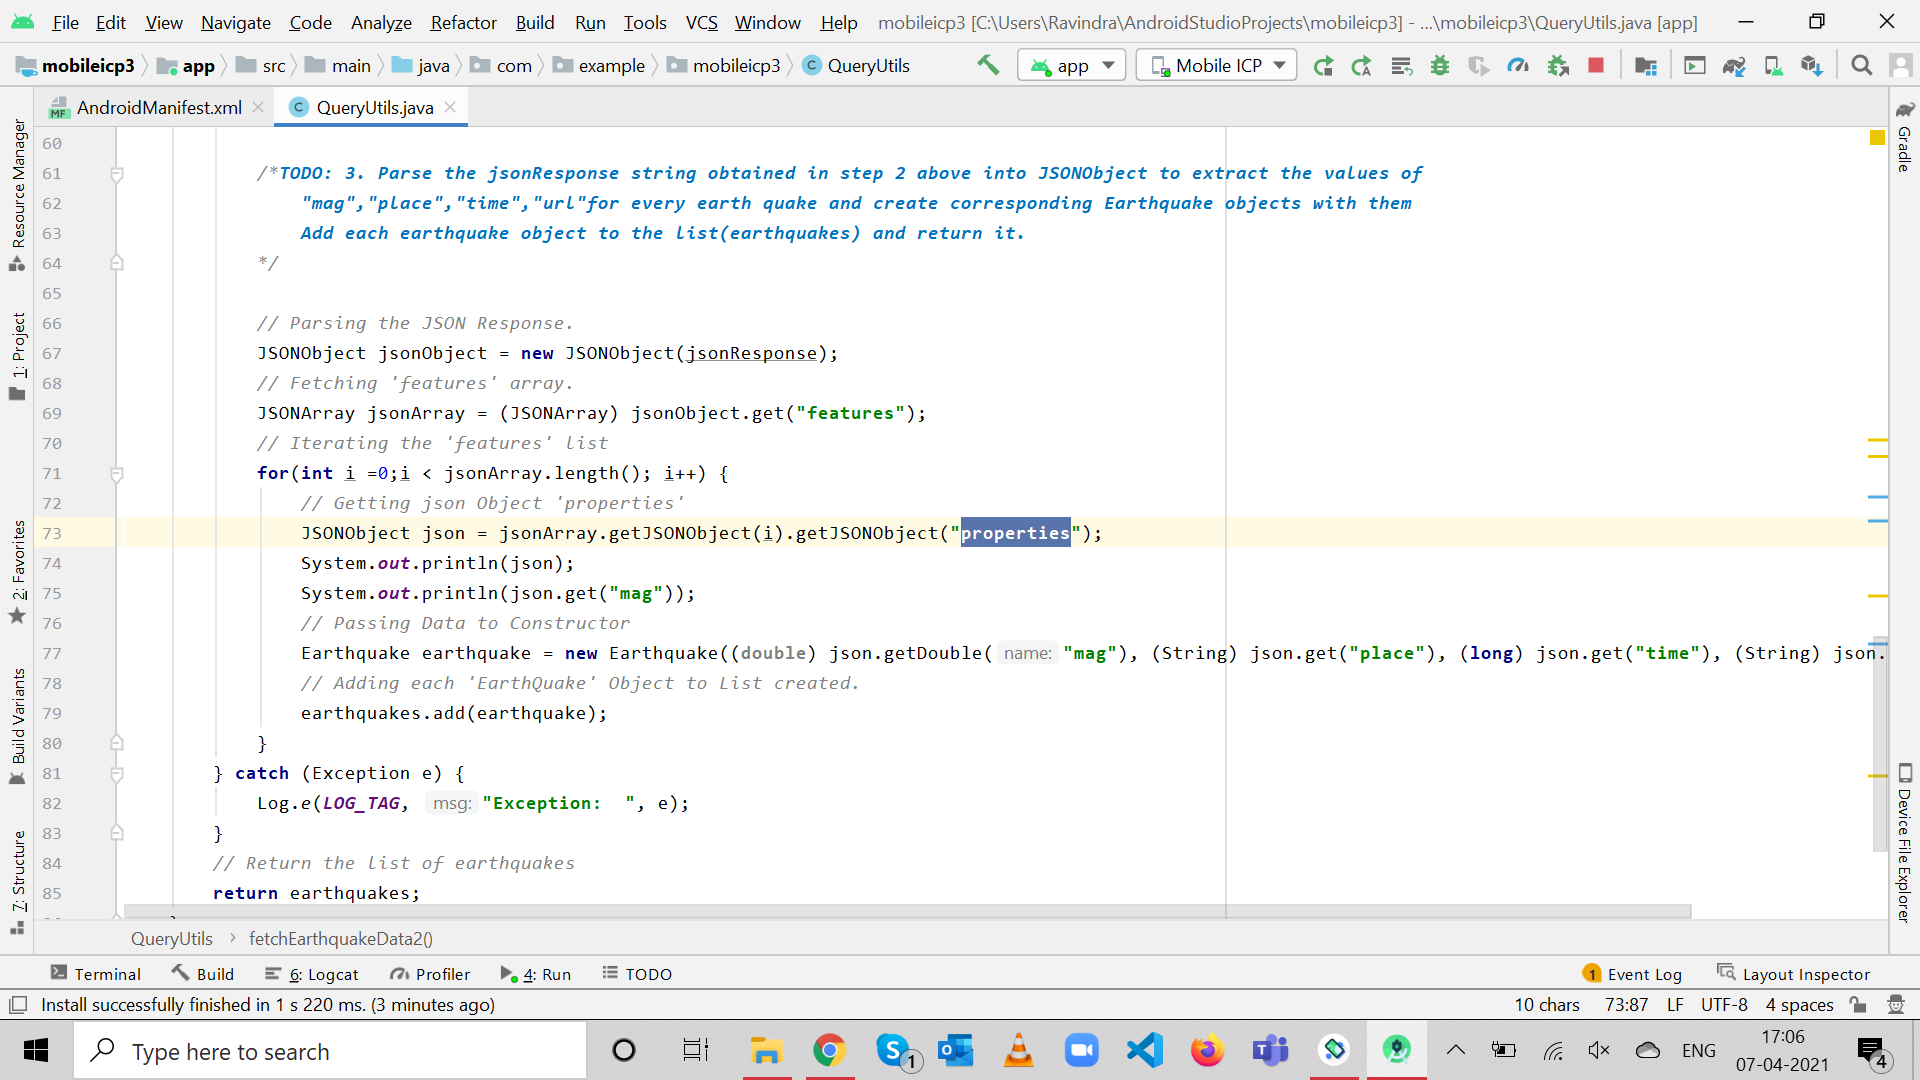 File Edit View Navigate Code Analyze Refactor Build Run Tools VCS Window Help mobileicp3 [C:\Users\Ravindra\AndroidStudioProjects\mobileicp3] - ...\mobileicp3\QueryUtils.java [app]
mobileicp3 app src main java com example mobileicp3 QueryUtils app Mobile ICP
AndroidManifest.xml QueryUtils.java
Resource Manager
1: Project
2: Favorites
Build Variants
7: Structure
Gradle
Device File Explorer
60
61 /*TODO: 3. Parse the jsonResponse string obtained in step 2 above into JSONObject to extract the values of
62 "mag","place","time","url"for every earth quake and create corresponding Earthquake objects with them
63 Add each earthquake object to the list(earthquakes) and return it.
64 */
65
66 // Parsing the JSON Response.
67 JSONObject jsonObject = new JSONObject(jsonResponse);
68 // Fetching 'features' array.
69 JSONArray jsonArray = (JSONArray) jsonObject.get("features");
70 // Iterating the 'features' list
71 for(int i =0;i < jsonArray.length(); i++) {
72 // Getting json Object 'properties'
73 JSONObject json = jsonArray.getJSONObject(i).getJSONObject("properties");
74 System.out.println(json);
75 System.out.println(json.get("mag"));
76 // Passing Data to Constructor
77 Earthquake earthquake = new Earthquake((double) json.getDouble( name: "mag"), (String) json.get("place"), (long) json.get("time"), (String) json.
78 // Adding each 'EarthQuake' Object to List created.
79 earthquakes.add(earthquake);
80 }
81 } catch (Exception e) {
82 Log.e(LOG_TAG, msg: "Exception:  ", e);
83 }
84 // Return the list of earthquakes
85 return earthquakes;
QueryUtils fetchEarthquakeData2()
Terminal Build 6: Logcat Profiler 4: Run TODO 1 Event Log Layout Inspector
Install successfully finished in 1 s 220 ms. (3 minutes ago) 10 chars 73:87 LF UTF-8 4 spaces
Type here to search 1 ENG 17:06
07-04-2021 4